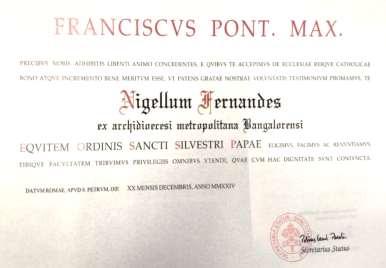 FRANCISCVS PONT. MAX.
PRECIBVS NOBIS ADHIBITIS LIBENTI ANIMO CONCEDENTES, E QVIBVS TE ACCEPIMVS DE ECCLESIAE REIQVE CATHOLICAE
BONO ATQVE INCREMENTO BENE MERITVM ESSE, VT PATENS GRATAE NOSTRAE VOLVNTATIS TESTIMONIVM PROMAMVS, TE
Nigellum Fernandes
ex archidioecesi metropolitana Bangalorensi
EQVITEM ORDINIS SANCTI SILVESTRI PAPAE ELIGIMVS, FACIMVS AC RENVNTIAMVS
TIBIQVE FACVLTATEM TRIBVIMVS PRIVILEGIIS OMNIBVS VTENDI, QVAE CVM HAC DIGNITATE SVNT CONIVNCTA.
DATVM ROMAE, APVD S. PETRVM, DIE XX MENSIS DECEMBRIS, ANNO MMXXIV
Secretarius Status